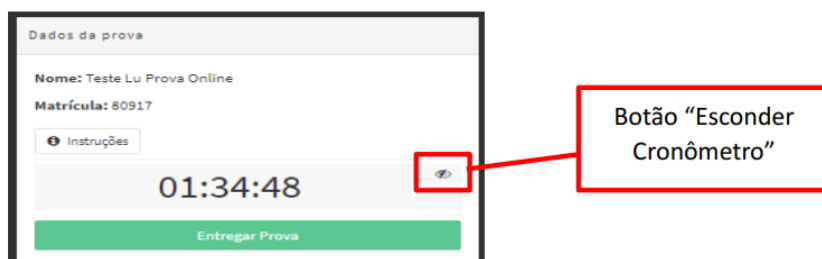 Dados da prova
Nome: Teste Lu Prova Online
Matrícula: 80917
Instruções
01:34:48
Entregar Prova
Botão “Esconder
Cronômetro”